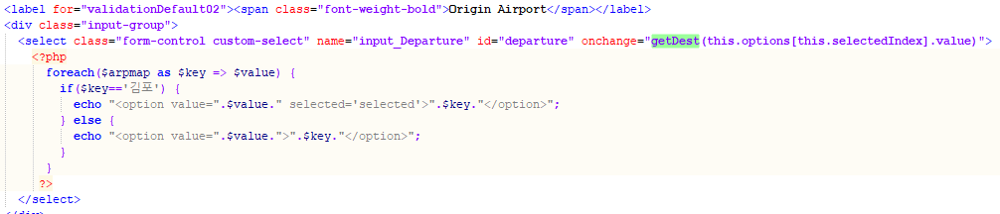 <label for="validationDefault02"><span class="font-weight-bold">Origin Airport</span></label>
<div class="input-group">
<select class="form-control custom-select" name="input_Departure" id="departure" onchange="getDest(this.options[this.selectedIndex].value)">
<?php
foreach($arpmap as $key => $value) {
if($key=='김포') {
echo "<option value=".$value." selected='selected'>".$key."</option>";
} else {
echo "<option value=".$value.">".$key."</option>";
}
}
?>
</select>
</div>